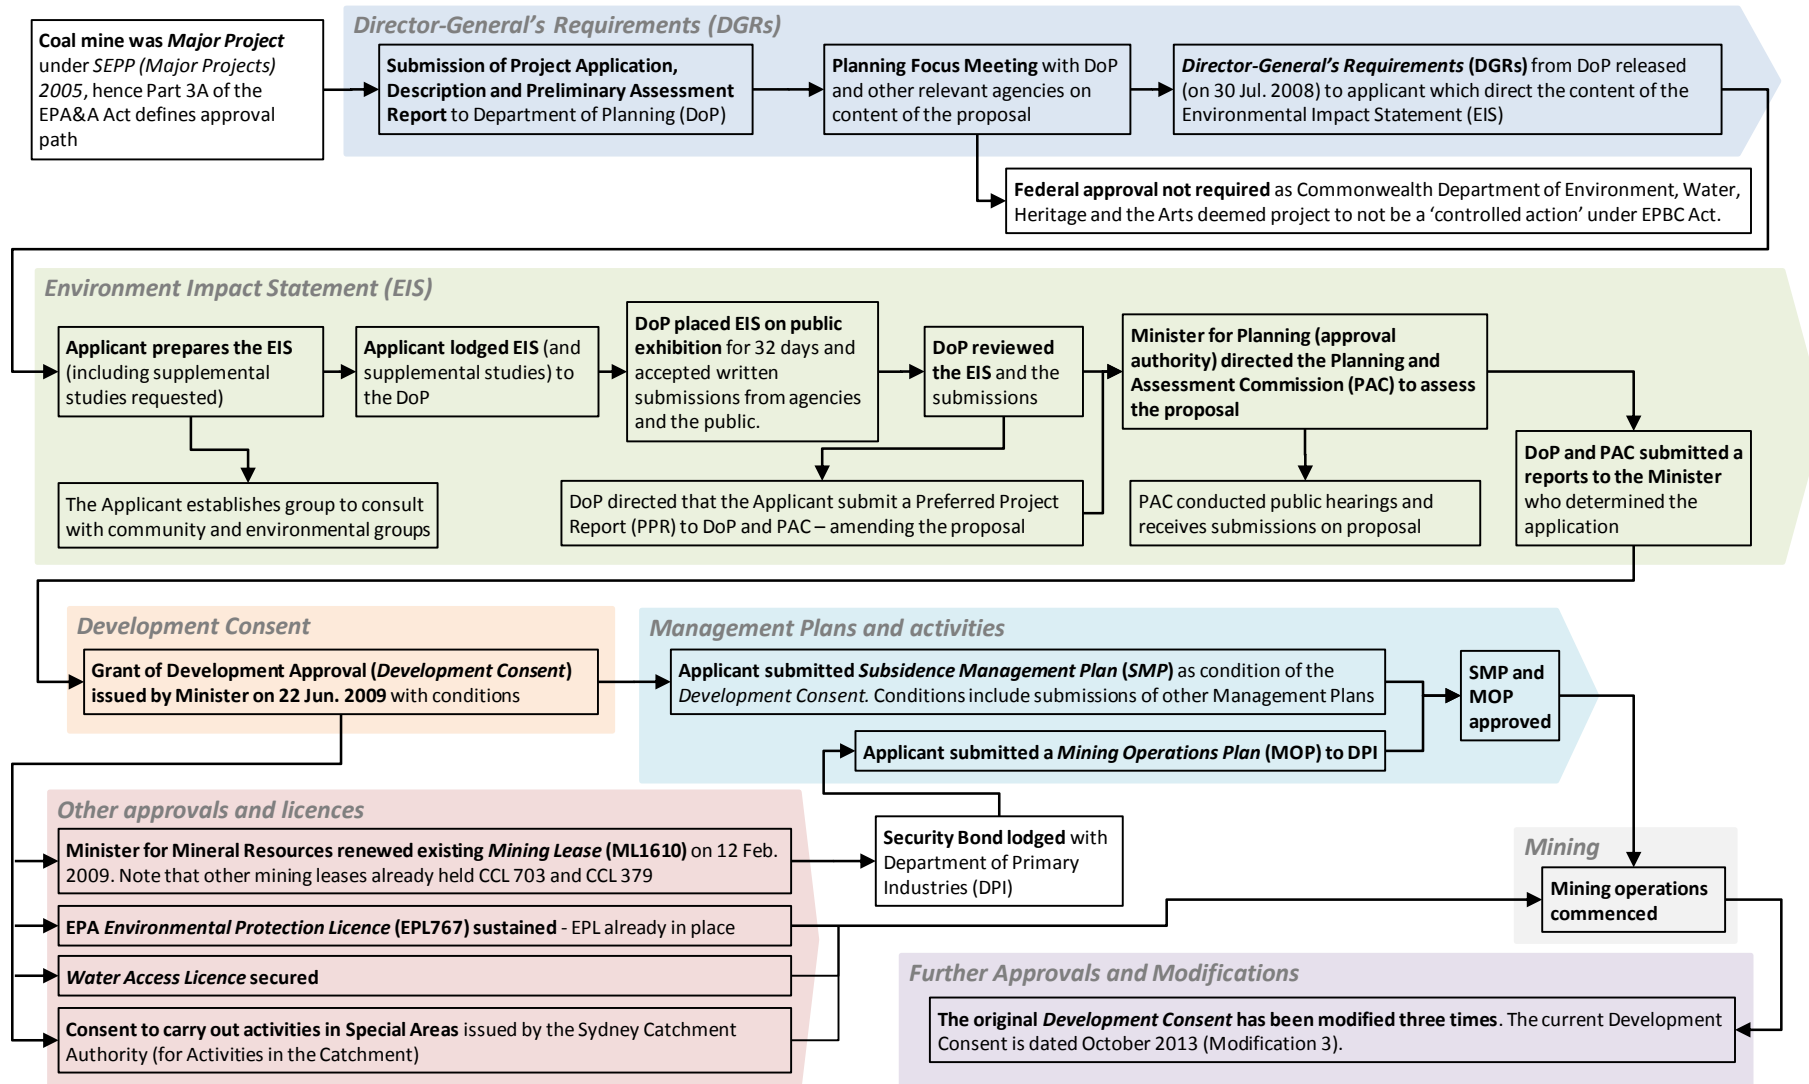 Director-General’s Requirements (DGRs)
Coal mine was Major Project
under SEPP (Major Projects)
2005, hence Part 3A of the
EPA&A Act defines approval
path
Submission of Project Application,
Description and Preliminary Assessment
Report to Department of Planning (DoP)
Planning Focus Meeting with DoP
and other relevant agencies on
content of the proposal
Director-General’s Requirements (DGRs) from DoP released
(on 30 Jul. 2008) to applicant which direct the content of the
Environmental Impact Statement (EIS)
Federal approval not required as Commonwealth Department of Environment, Water,
Heritage and the Arts deemed project to not be a ‘controlled action’ under EPBC Act.
Environment Impact Statement (EIS)
Applicant prepares the EIS
(including supplemental
studies requested)
Applicant lodged EIS (and
supplemental studies) to
the DoP
DoP placed EIS on public
exhibition for 32 days and
accepted written
submissions from agencies
and the public.
DoP reviewed
the EIS and the
submissions
Minister for Planning (approval
authority) directed the Planning and
Assessment Commission (PAC) to assess
the proposal
The Applicant establishes group to consult
with community and environmental groups
DoP directed that the Applicant submit a Preferred Project
Report (PPR) to DoP and PAC – amending the proposal
PAC conducted public hearings and
receives submissions on proposal
DoP and PAC submitted a
reports to the Minister
who determined the
application
Development Consent
Grant of Development Approval (Development Consent)
issued by Minister on 22 Jun. 2009 with conditions
Management Plans and activities
Applicant submitted Subsidence Management Plan (SMP) as condition of the
Development Consent. Conditions include submissions of other Management Plans
Applicant submitted a Mining Operations Plan (MOP) to DPI
SMP and
MOP
approved
Other approvals and licences
Minister for Mineral Resources renewed existing Mining Lease (ML1610) on 12 Feb.
2009. Note that other mining leases already held CCL 703 and CCL 379
Security Bond lodged with
Department of Primary
Industries (DPI)
EPA Environmental Protection Licence (EPL767) sustained - EPL already in place
Water Access Licence secured
Consent to carry out activities in Special Areas issued by the Sydney Catchment
Authority (for Activities in the Catchment)
Mining
Mining operations
commenced
Further Approvals and Modifications
The original Development Consent has been modified three times. The current Development
Consent is dated October 2013 (Modification 3).